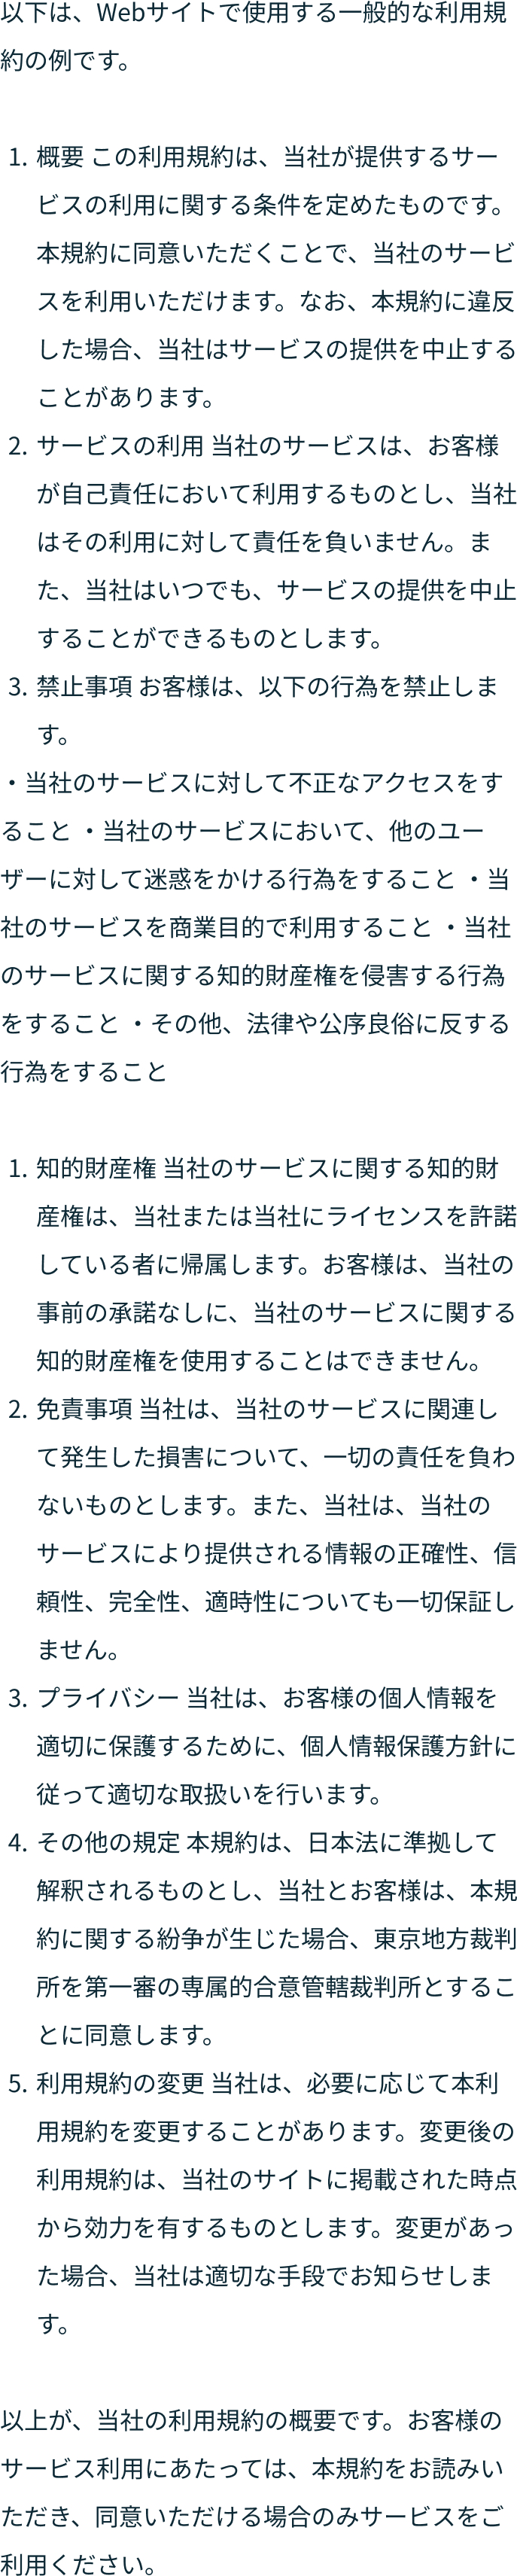 以下は、Webサイトで使用する一般的な利用規
約の例です。
1. 概要 この利用規約は、当社が提供するサー
ビスの利用に関する条件を定めたものです。
本規約に同意いただくことで、当社のサービ
スを利用いただけます。なお、本規約に違反
した場合、当社はサービスの提供を中止する
ことがあります。
2. サービスの利用 当社のサービスは、お客様
が自己責任において利用するものとし、当社
はその利用に対して責任を負いません。ま
た、当社はいつでも、サービスの提供を中止
することができるものとします。
3. 禁止事項 お客様は、以下の行為を禁止しま
す。
・当社のサービスに対して不正なアクセスをす
ること ・当社のサービスにおいて、他のユー
ザーに対して迷惑をかける行為をすること ・当
社のサービスを商業目的で利用すること ・当社
のサービスに関する知的財産権を侵害する行為
をすること ・その他、法律や公序良俗に反する
行為をすること
1. 知的財産権 当社のサービスに関する知的財
産権は、当社または当社にライセンスを許諾
している者に帰属します。お客様は、当社の
事前の承諾なしに、当社のサービスに関する
知的財産権を使用することはできません。
2. 免責事項 当社は、当社のサービスに関連し
て発生した損害について、一切の責任を負わ
ないものとします。また、当社は、当社の
サービスにより提供される情報の正確性、信
頼性、完全性、適時性についても一切保証し
ません。
3. プライバシー 当社は、お客様の個人情報を
適切に保護するために、個人情報保護方針に
従って適切な取扱いを行います。
4. その他の規定 本規約は、日本法に準拠して
解釈されるものとし、当社とお客様は、本規
約に関する紛争が生じた場合、東京地方裁判
所を第一審の専属的合意管轄裁判所とするこ
とに同意します。
5. 利用規約の変更 当社は、必要に応じて本利
用規約を変更することがあります。変更後の
利用規約は、当社のサイトに掲載された時点
から効力を有するものとします。変更があっ
た場合、当社は適切な手段でお知らせしま
す。
以上が、当社の利用規約の概要です。お客様の
サービス利用にあたっては、本規約をお読みい
ただき、同意いただける場合のみサービスをご
利用ください。